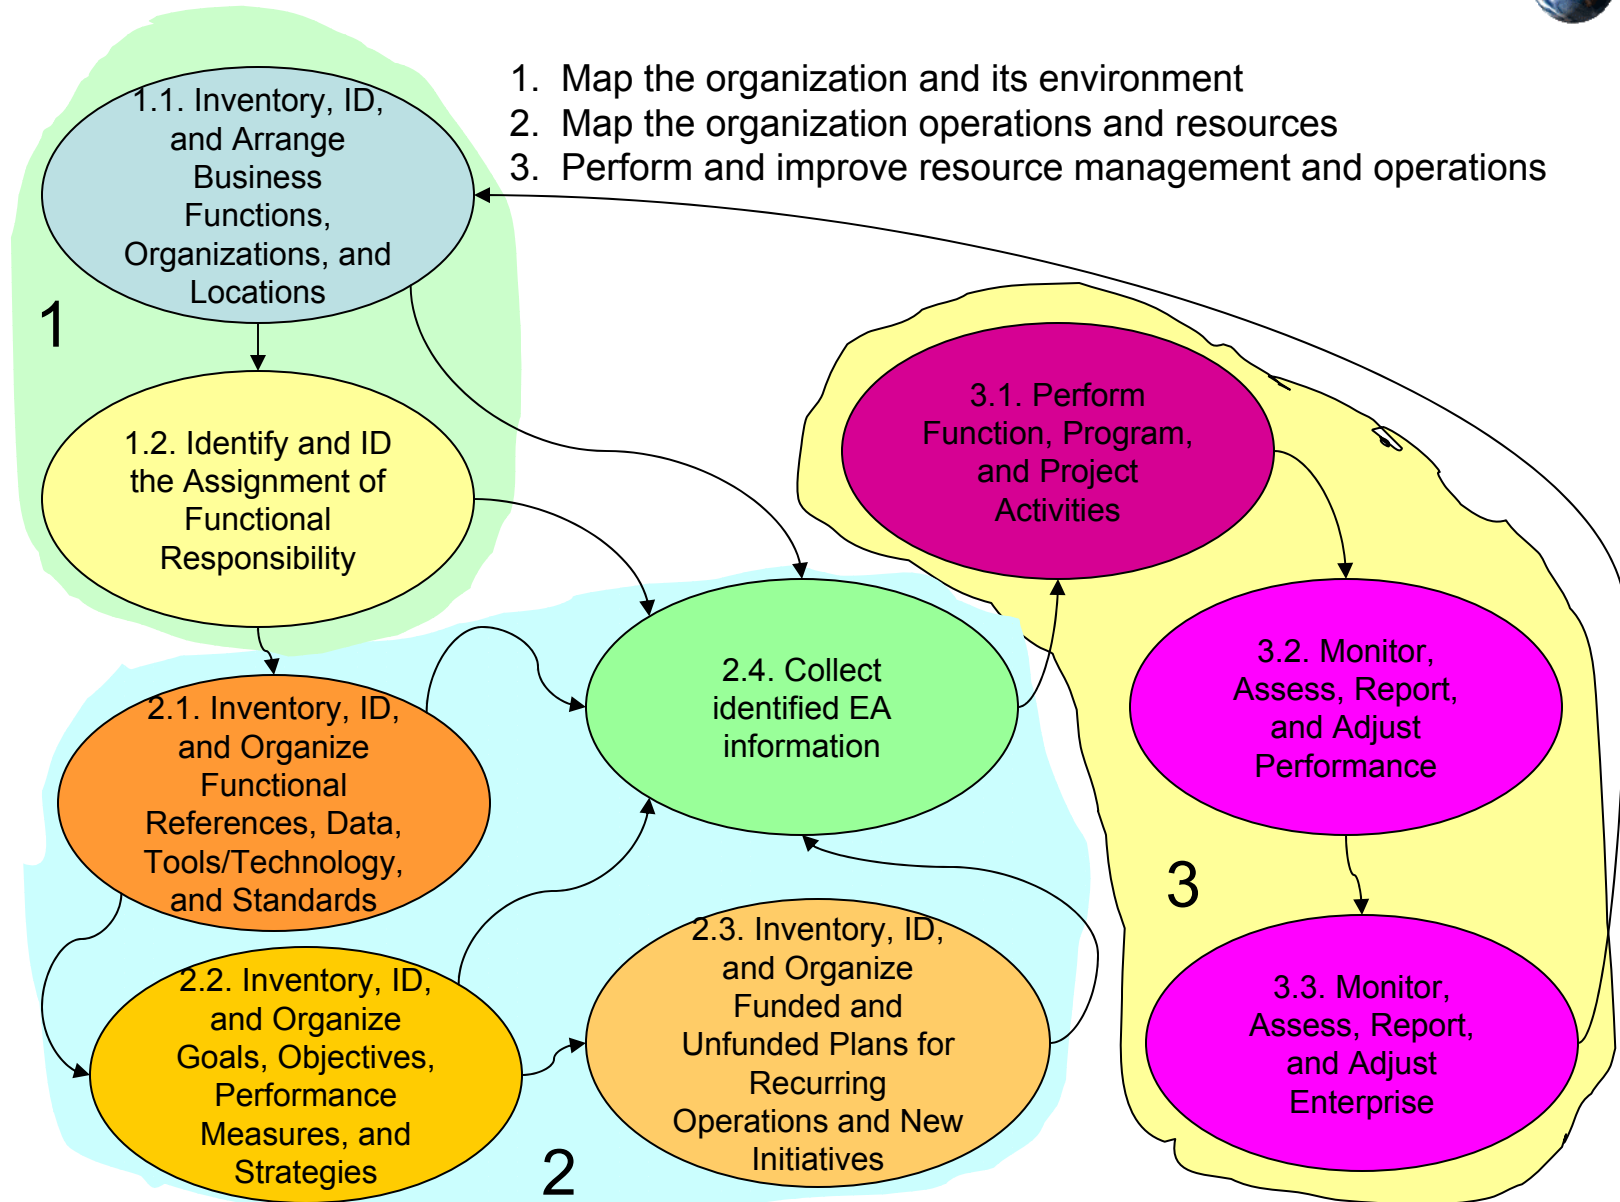 1. Map the organization and its environment
2. Map the organization operations and resources
3. Perform and improve resource management and operations
1.1. Inventory, ID,
and Arrange
Business
Functions,
Organizations, and
Locations
1
1.2. Identify and ID
the Assignment of
Functional
Responsibility
2.1. Inventory, ID,
and Organize
Functional
References, Data,
Tools/Technology,
and Standards
2.2. Inventory, ID,
and Organize
Goals, Objectives,
Performance
Measures, and
Strategies
2.3. Inventory, ID,
and Organize
Funded and
Unfunded Plans for
Recurring
Operations and New
Initiatives
2
2.4. Collect
identified EA
information
3.1. Perform
Function, Program,
and Project
Activities
3.2. Monitor,
Assess, Report,
and Adjust
Performance
3
3.3. Monitor,
Assess, Report,
and Adjust
Enterprise